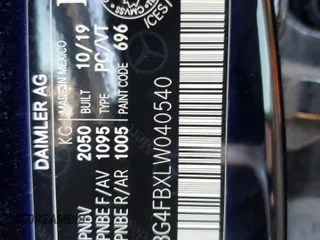 DAIMLER AG
KG MADE IN MEXICO
PNBV 2050 BUILT 10/19
PNBE F/AV 1095 TYPE PC/VT
PNBE R/AR 1005 PAINT CODE 696
3G4FBXLW040540
CMVSS